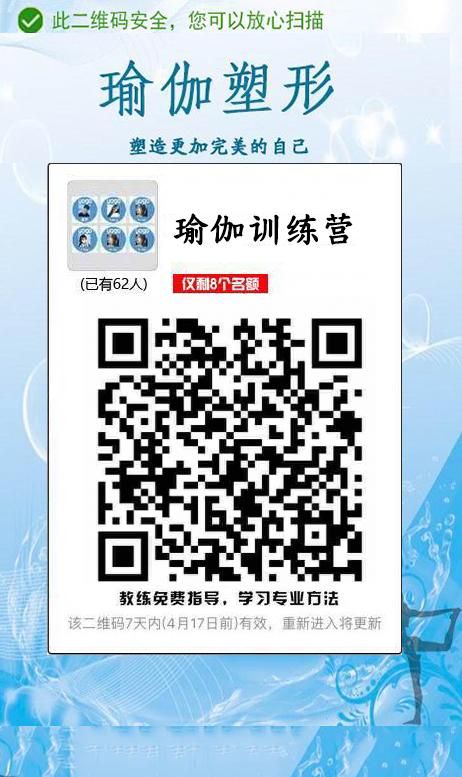 此二维码安全，您可以放心扫描
瑜伽塑形
塑造更加完美的自己
瑜伽训练营
(已有62人)
仅剩8个名额
教练免费指导，学习专业方法
该二维码7天内(4月17日前)有效，重新进入将更新